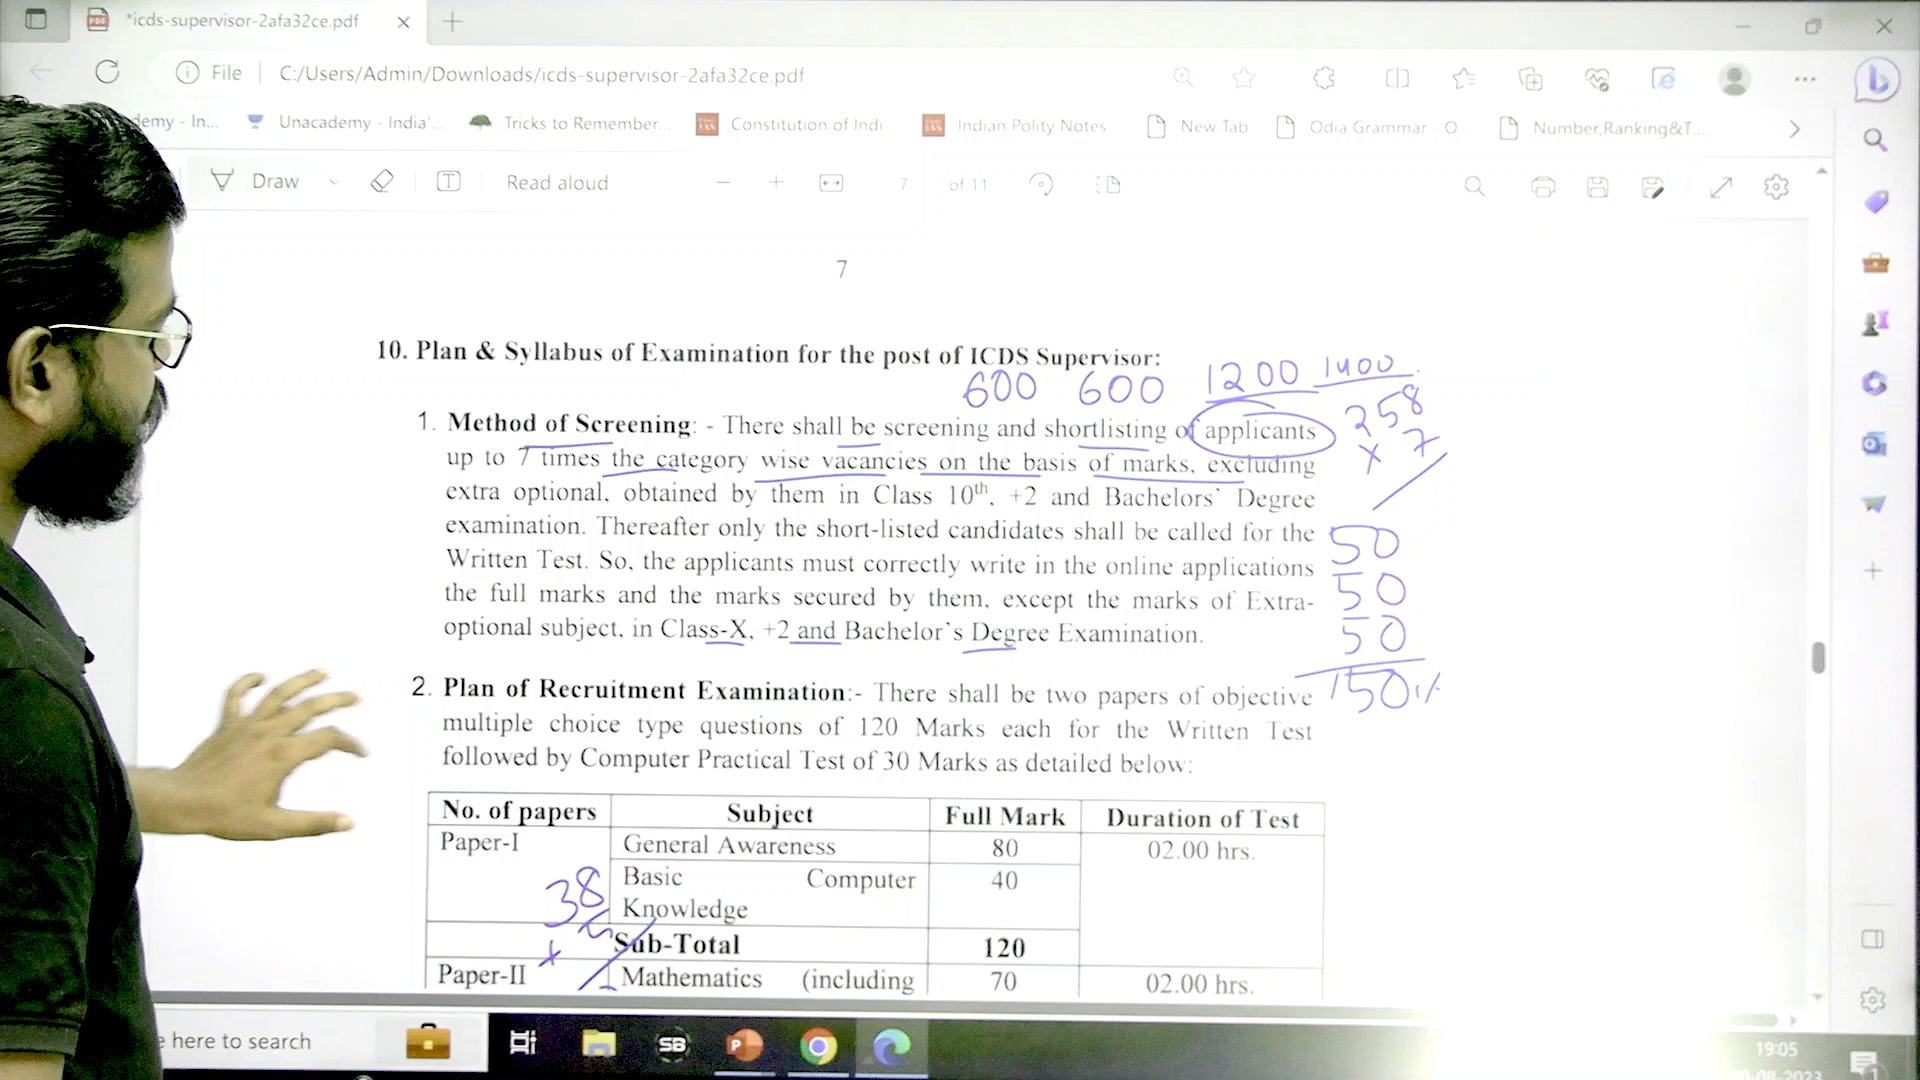 *icds-supervisor-2afa32ce.pdf
File C:/Users/Admin/Downloads/icds-supervisor-2afa32ce.pdf
demy - In... Unacademy - India'... Tricks to Remember... Constitution of Indi... Indian Polity Notes New Tab Odia Grammar - O Number,Ranking&T...
Draw Read aloud 7 of 11
7
10. Plan & Syllabus of Examination for the post of ICDS Supervisor:
600 600 1200 1400
1. Method of Screening: - There shall be screening and shortlisting of applicants
258
up to 7 times the category wise vacancies on the basis of marks, excluding
x 7
extra optional, obtained by them in Class 10th, +2 and Bachelors' Degree
examination. Thereafter only the short-listed candidates shall be called for the
50
Written Test. So, the applicants must correctly write in the online applications
50
the full marks and the marks secured by them, except the marks of Extra-
optional subject, in Class-X, +2 and Bachelor's Degree Examination.
50
2. Plan of Recruitment Examination:- There shall be two papers of objective
150
multiple choice type questions of 120 Marks each for the Written Test
followed by Computer Practical Test of 30 Marks as detailed below:
No. of papers Subject Full Mark Duration of Test
Paper-I General Awareness 80 02.00 hrs.
38
Basic Computer 40
Knowledge
Sub-Total 120
x
Paper-II Mathematics (including 70 02.00 hrs.
here to search
SB
19:05
-08-2023
1